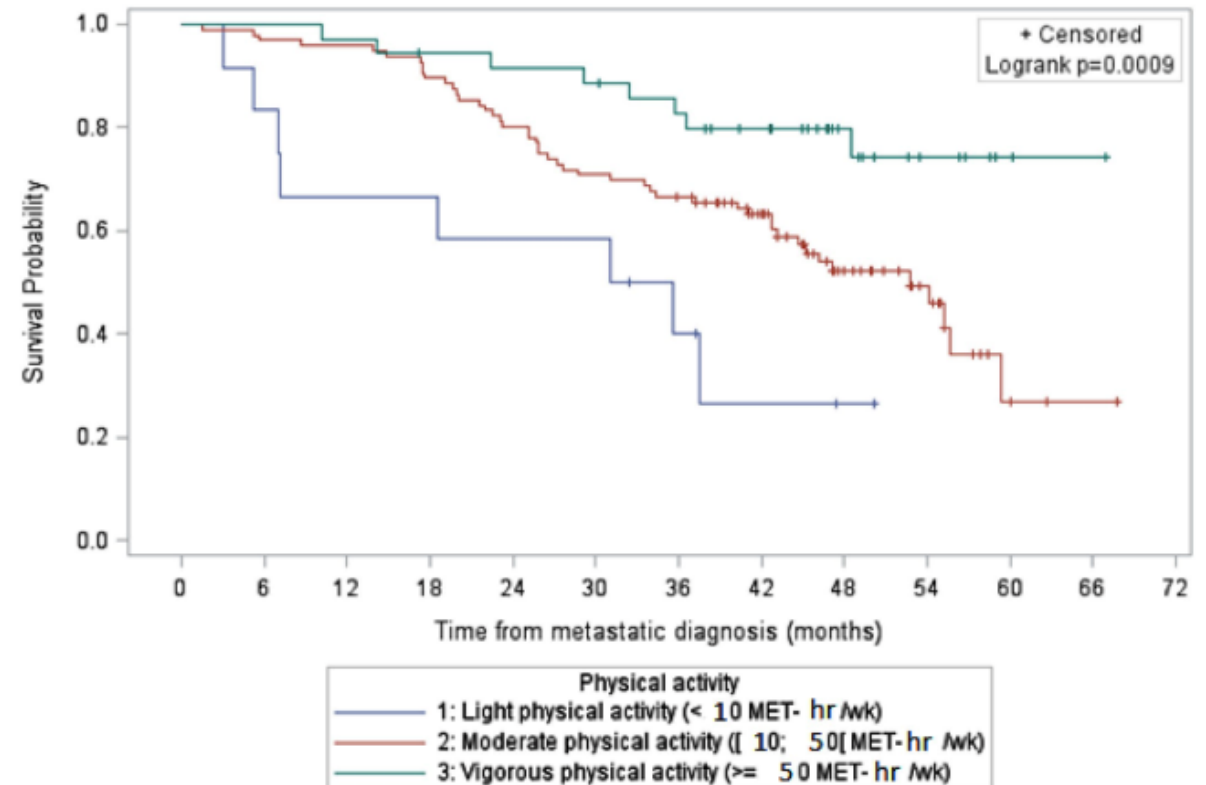 + Censored
Logrank p=0.0009
1.0
0.8
0.6
0.4
0.2
0.0
Survival Probability
0 6 12 18 24 30 36 42 48 54 60 66 72
Time from metastatic diagnosis (months)
Physical activity
1: Light physical activity (< 10 MET- hr /wk)
2: Moderate physical activity ([ 10; 50[ MET- hr /wk)
3: Vigorous physical activity (>= 50 MET- hr /wk)